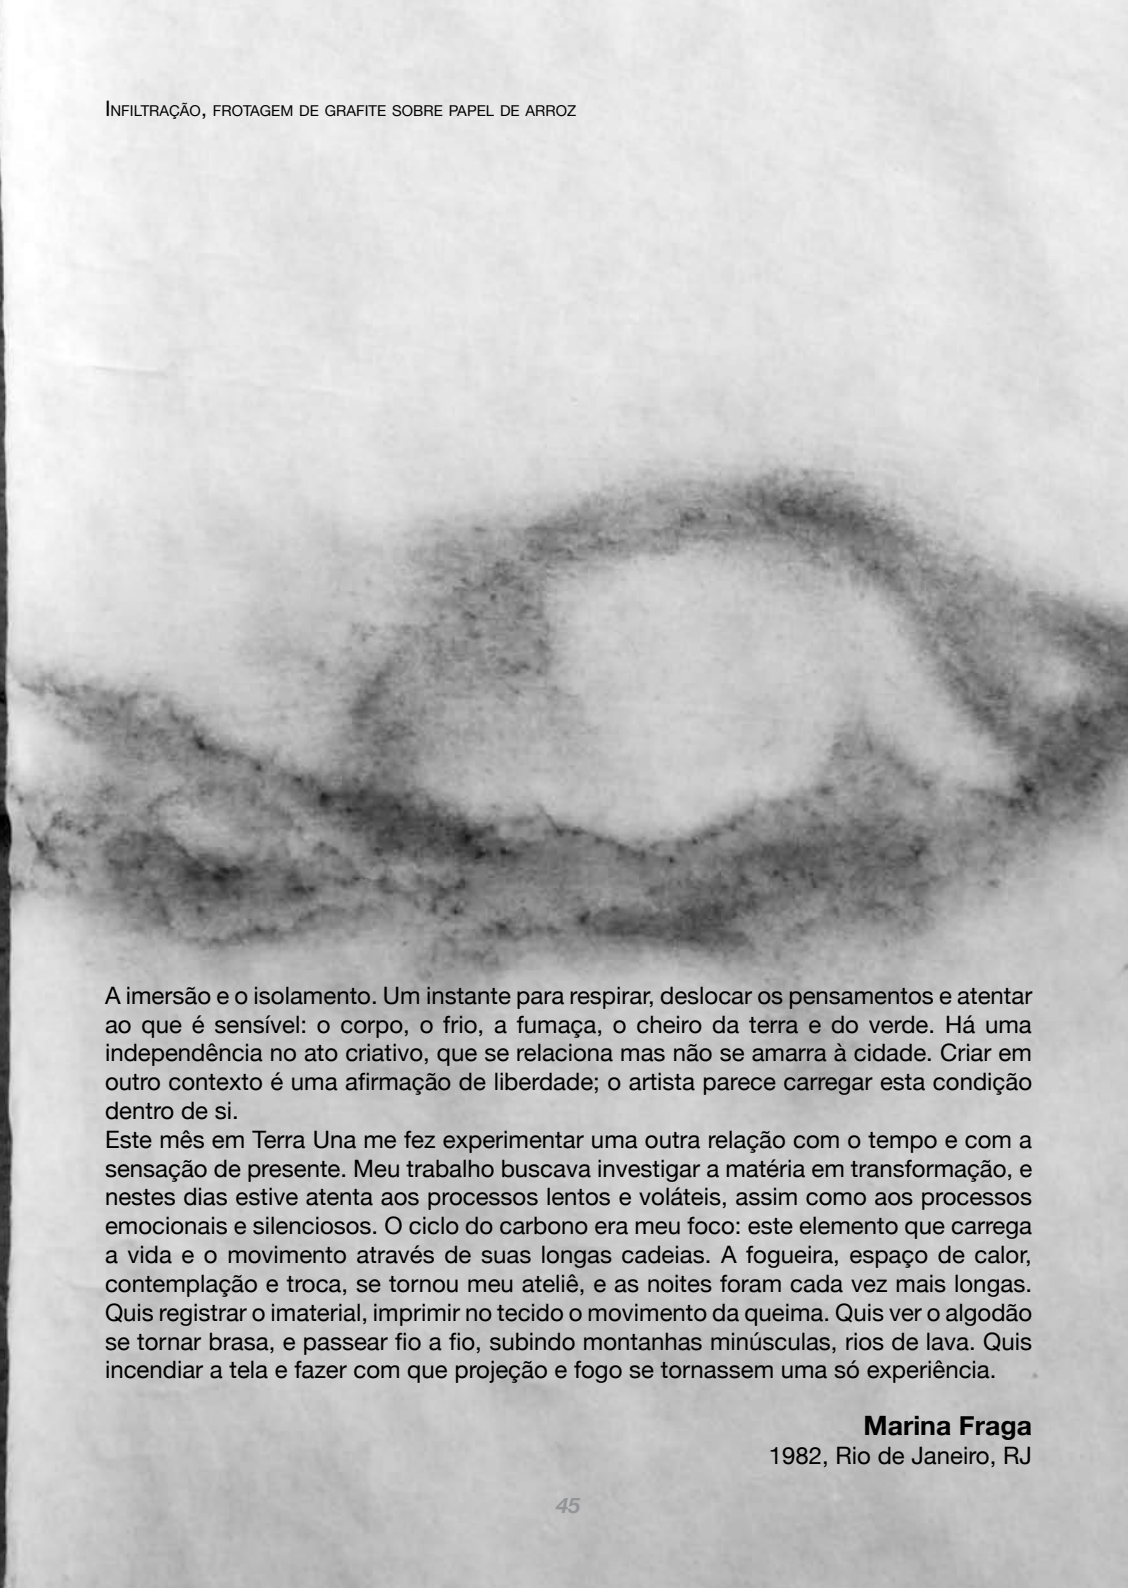 Infiltração, frotagem de grafite sobre papel de arroz
A imersão e o isolamento. Um instante para respirar, deslocar os pensamentos e atentar
ao que é sensível: o corpo, o frio, a fumaça, o cheiro da terra e do verde. Há uma
independência no ato criativo, que se relaciona mas não se amarra à cidade. Criar em
outro contexto é uma afirmação de liberdade; o artista parece carregar esta condição
dentro de si.
Este mês em Terra Una me fez experimentar uma outra relação com o tempo e com a
sensação de presente. Meu trabalho buscava investigar a matéria em transformação, e
nestes dias estive atenta aos processos lentos e voláteis, assim como aos processos
emocionais e silenciosos. O ciclo do carbono era meu foco: este elemento que carrega
a vida e o movimento através de suas longas cadeias. A fogueira, espaço de calor,
contemplação e troca, se tornou meu ateliê, e as noites foram cada vez mais longas.
Quis registrar o imaterial, imprimir no tecido o movimento da queima. Quis ver o algodão
se tornar brasa, e passear fio a fio, subindo montanhas minúsculas, rios de lava. Quis
incendiar a tela e fazer com que projeção e fogo se tornassem uma só experiência.
Marina Fraga
1982, Rio de Janeiro, RJ
45